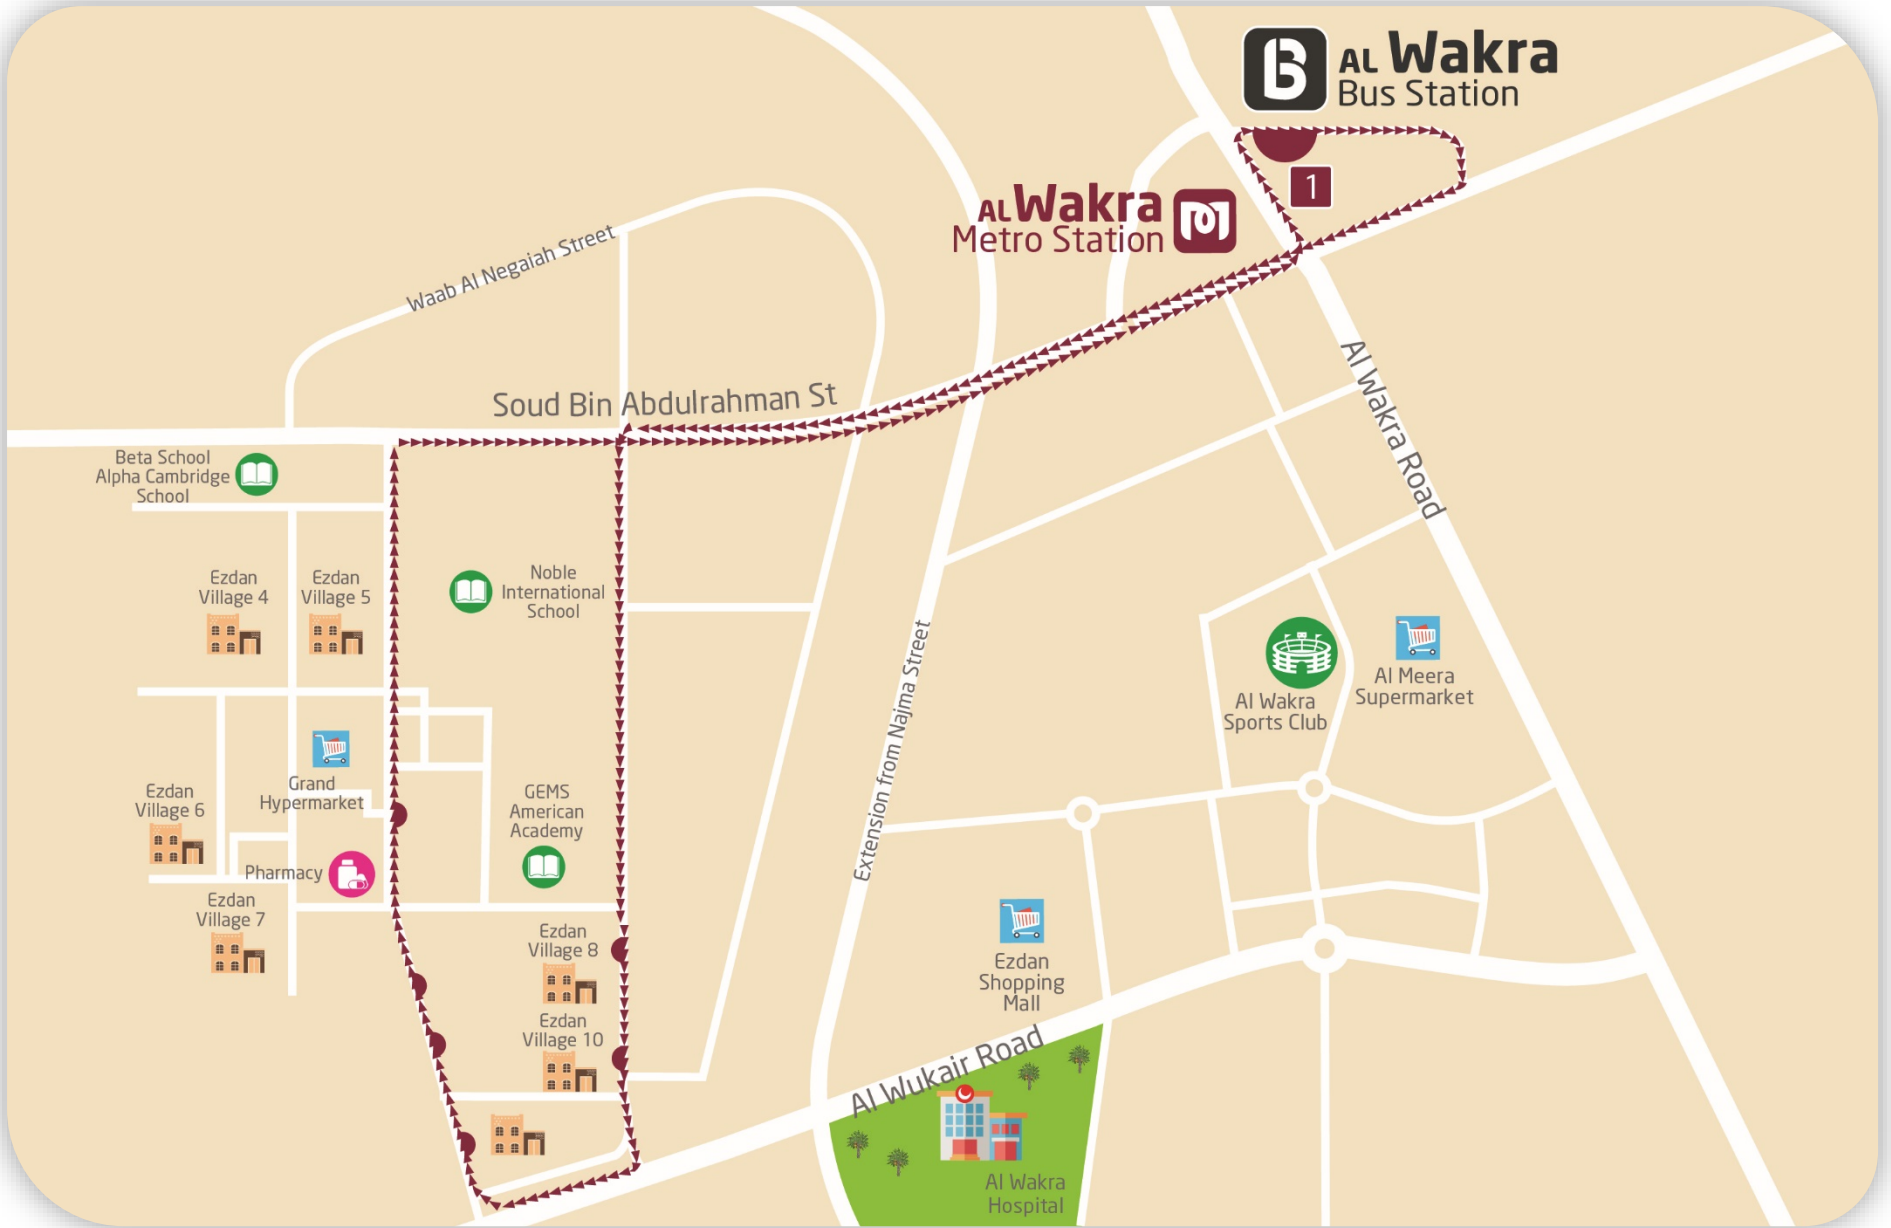 B
AL Wakra
Bus Station
1
AL Wakra
Metro Station
Waab Al Negaiah Street
Soud Bin Abdulrahman St
Al Wakra Road
Beta School
Alpha Cambridge
School
Ezdan
Village 4
Ezdan
Village 5
Noble
International
School
Extension from Najma Street
Al Wakra
Sports Club
Al Meera
Supermarket
Grand
Hypermarket
Ezdan
Village 6
GEMS
American
Academy
Pharmacy
Ezdan
Village 7
Ezdan
Village 8
Ezdan
Village 10
Ezdan
Shopping
Mall
Al Wukair Road
Al Wakra
Hospital